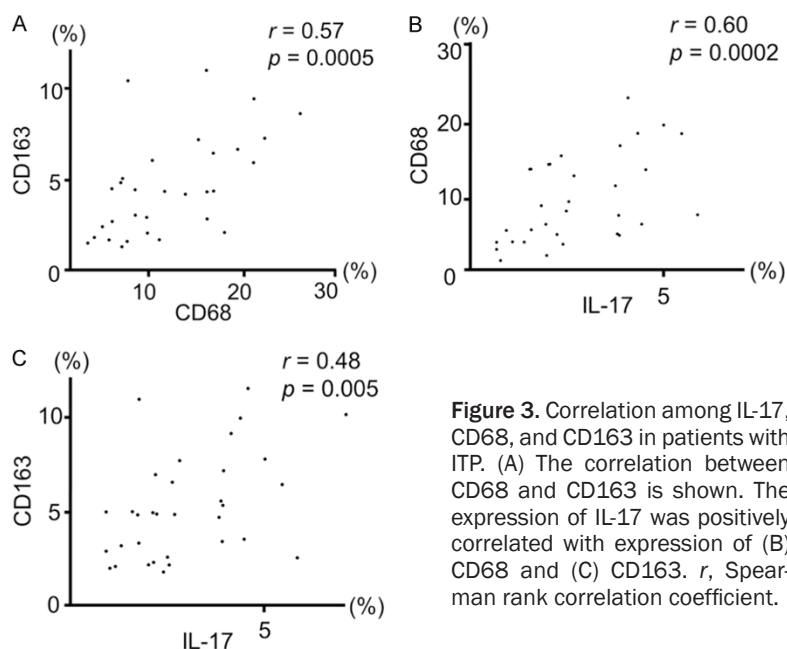 A
(%)
r = 0.57
p = 0.0005
10
5
0
CD163
10
20
30
(%)
CD68
B
(%)
r = 0.60
p = 0.0002
30
20
10
0
CD68
5
(%)
IL-17
C
(%)
r = 0.48
p = 0.005
10
5
0
CD163
5
(%)
IL-17
Figure 3. Correlation among IL-17,
CD68, and CD163 in patients with
ITP. (A) The correlation between
CD68 and CD163 is shown. The
expression of IL-17 was positively
correlated with expression of (B)
CD68 and (C) CD163. r, Spear-
man rank correlation coefficient.